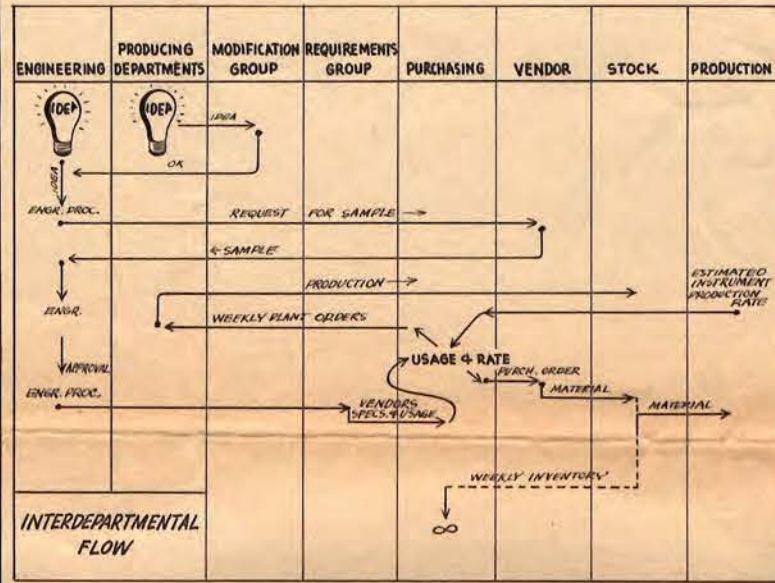 ENGINEERING
PRODUCING
DEPARTMENTS
MODIFICATION
GROUP
REQUIREMENTS
GROUP
PURCHASING
VENDOR
STOCK
PRODUCTION
IDEA
IDEA
IDEA
OK
IDEA
ENGR. PROC.
REQUEST FOR SAMPLE
SAMPLE
PRODUCTION
ESTIMATED
INSTRUMENT
PRODUCTION
RATE
ENGR.
WEEKLY PLANT ORDERS
USAGE & RATE
APPROVAL
PURCH. ORDER
MATERIAL
ENGR. PROC.
VENDORS
SPECS. & USAGE
MATERIAL
WEEKLY INVENTORY
∞
INTERDEPARTMENTAL
FLOW